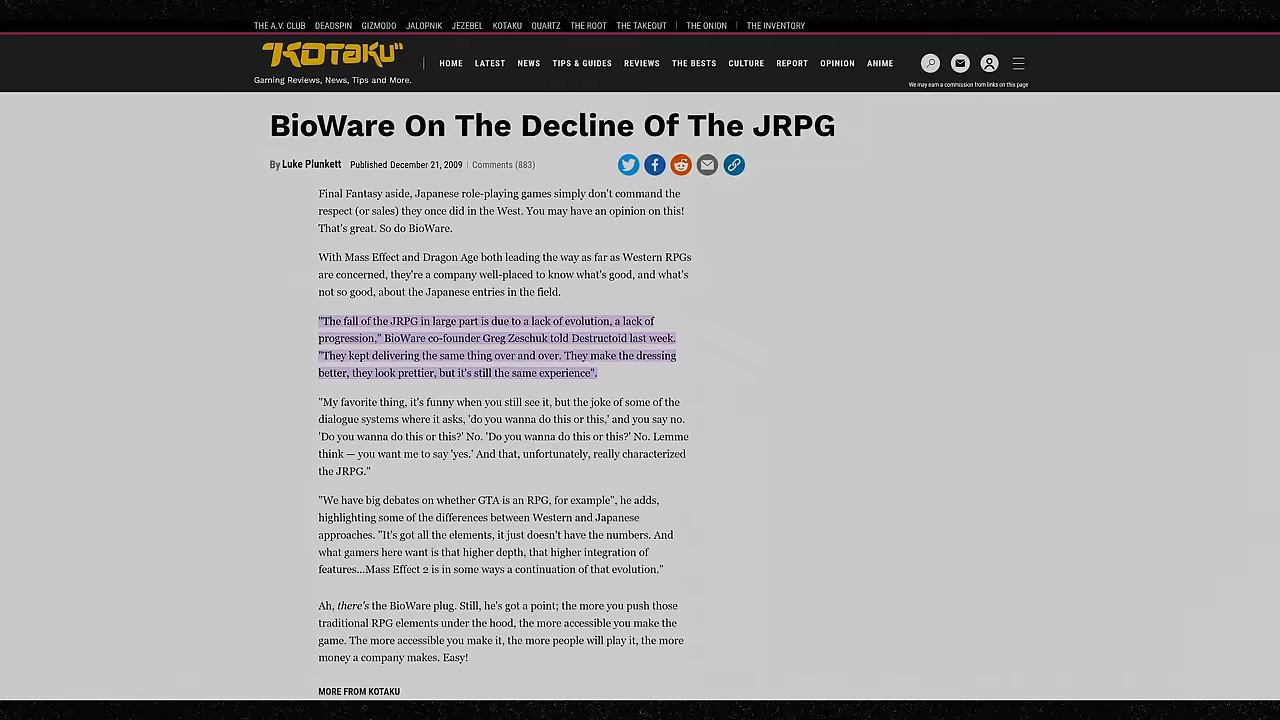 THE A.V. CLUB DEADSPIN GIZMODO JALOPNIK JEZEBEL KOTAKU QUARTZ THE ROOT THE TAKEOUT | THE ONION | THE INVENTORY
"KOTAKU"
Gaming Reviews, News, Tips and More.
HOME LATEST NEWS TIPS & GUIDES REVIEWS THE BESTS CULTURE REPORT OPINION ANIME
We may earn a commission from links on this page
BioWare On The Decline Of The JRPG
By Luke Plunkett Published December 21, 2009 | Comments (883)
Final Fantasy aside, Japanese role-playing games simply don't command the
respect (or sales) they once did in the West. You may have an opinion on this!
That's great. So do BioWare.
With Mass Effect and Dragon Age both leading the way as far as Western RPGs
are concerned, they're a company well-placed to know what's good, and what's
not so good, about the Japanese entries in the field.
"The fall of the JRPG in large part is due to a lack of evolution, a lack of
progression," BioWare co-founder Greg Zeschuk told Destructoid last week.
"They kept delivering the same thing over and over. They make the dressing
better, they look prettier, but it's still the same experience".
"My favorite thing, it's funny when you still see it, but the joke of some of the
dialogue systems where it asks, 'do you wanna do this or this,' and you say no.
'Do you wanna do this or this?' No. 'Do you wanna do this or this?' No. Lemme
think — you want me to say 'yes.' And that, unfortunately, really characterized
the JRPG."
"We have big debates on whether GTA is an RPG, for example", he adds,
highlighting some of the differences between Western and Japanese
approaches. "It's got all the elements, it just doesn't have the numbers. And
what gamers here want is that higher depth, that higher integration of
features...Mass Effect 2 is in some ways a continuation of that evolution."
Ah, there's the BioWare plug. Still, he's got a point; the more you push those
traditional RPG elements under the hood, the more accessible you make the
game. The more accessible you make it, the more people will play it, the more
money a company makes. Easy!
MORE FROM KOTAKU